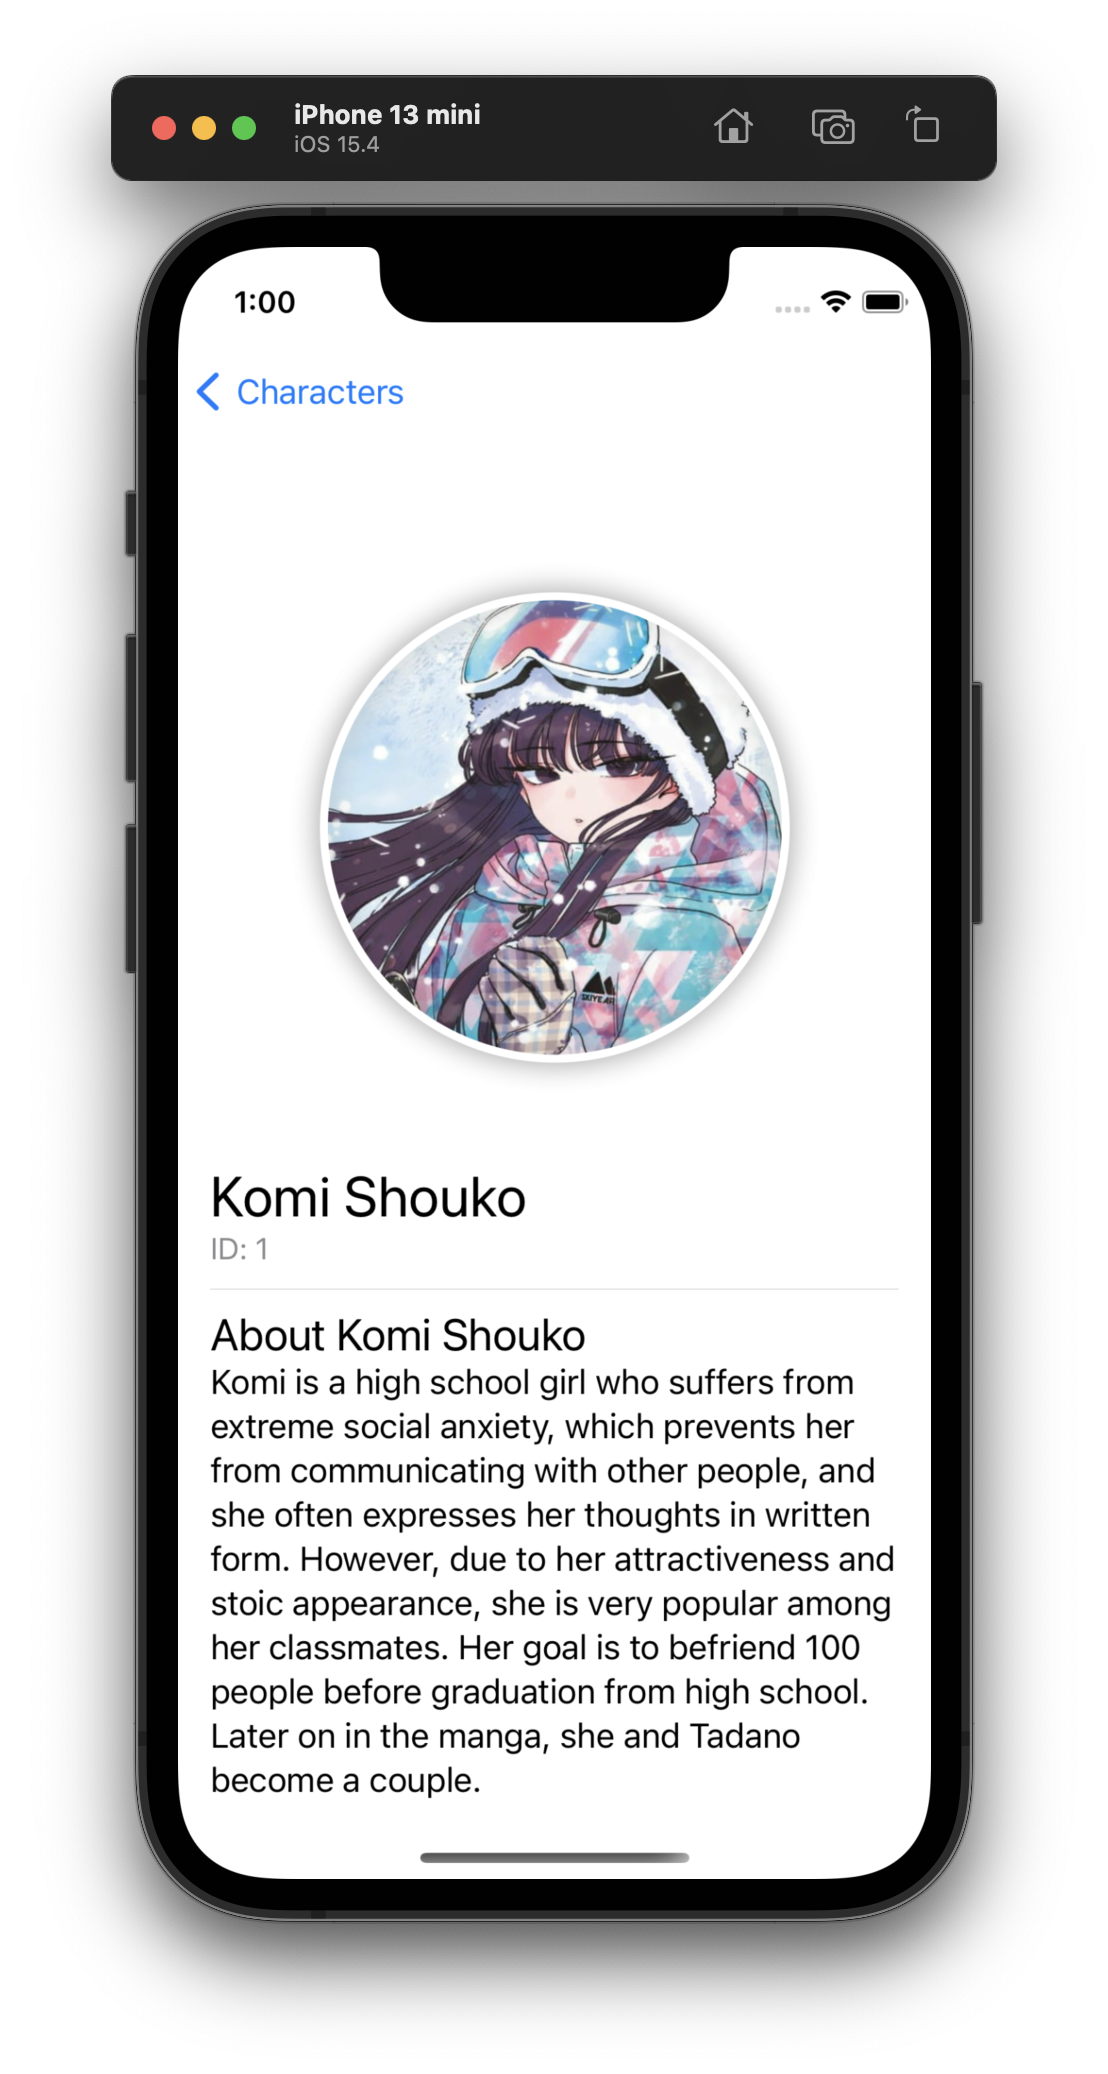 iPhone 13 mini
iOS 15.4
1:00
Characters
SKIYEAR
Komi Shouko
ID: 1
About Komi Shouko
Komi is a high school girl who suffers from
extreme social anxiety, which prevents her
from communicating with other people, and
she often expresses her thoughts in written
form. However, due to her attractiveness and
stoic appearance, she is very popular among
her classmates. Her goal is to befriend 100
people before graduation from high school.
Later on in the manga, she and Tadano
become a couple.